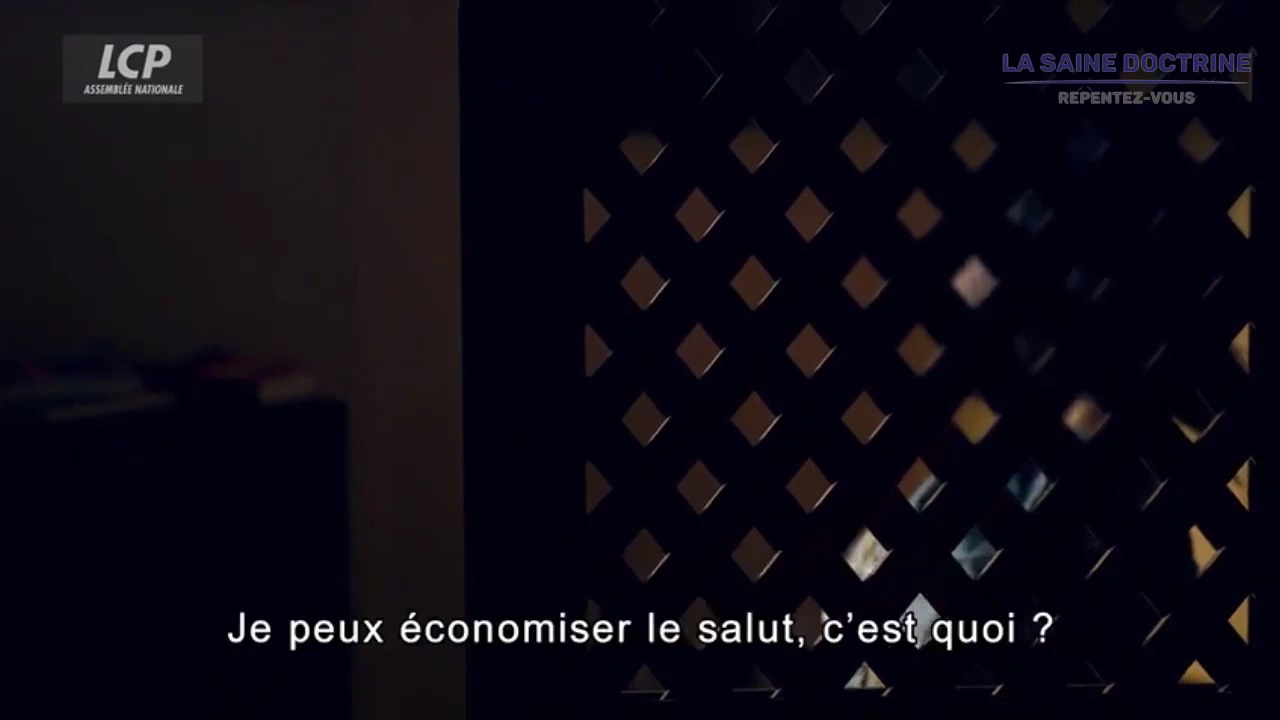 LCP
ASSEMBLÉE NATIONALE
LA SAINE DOCTRINE
REPENTEZ-VOUS
Je peux économiser le salut, c’est quoi ?